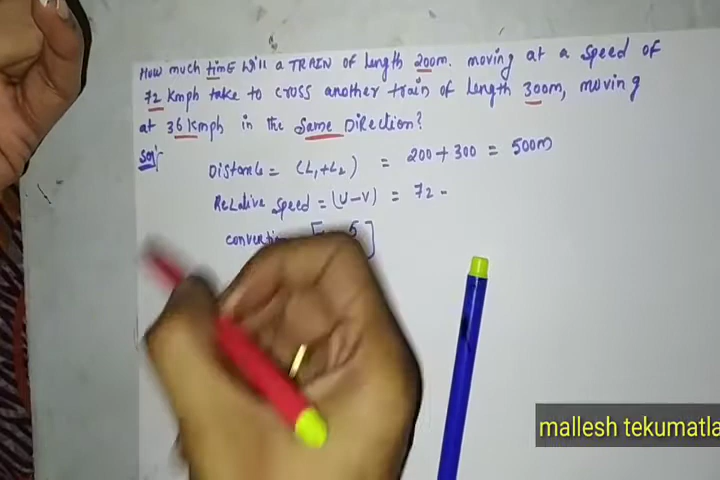 How much time will a TRAIN OF Length 200m. moving at a speed of
72 Kmph take to cross another train of Length 300m, moving
at 36 Kmph in the Same Direction?
Sol:-
Distance = (L₁+L₂) = 200+300 = 500m
Relative Speed = (U-V) = 72-
5
mallesh tekumatla